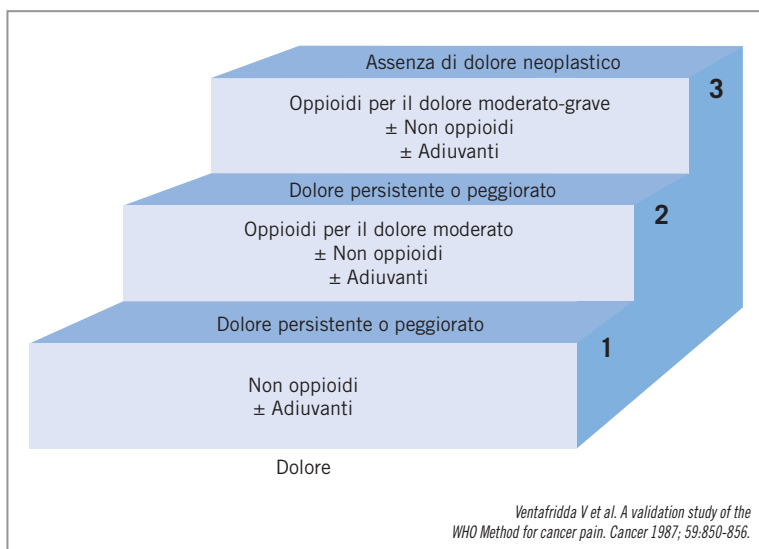 Assenza di dolore neoplastico
3
Oppioidi per il dolore moderato-grave
± Non oppioidi
± Adiuvanti
Dolore persistente o peggiorato
2
Oppioidi per il dolore moderato
± Non oppioidi
± Adiuvanti
Dolore persistente o peggiorato
1
Non oppioidi
± Adiuvanti
Dolore
Ventafridda V et al. A validation study of the
WHO Method for cancer pain. Cancer 1987; 59:850-856.